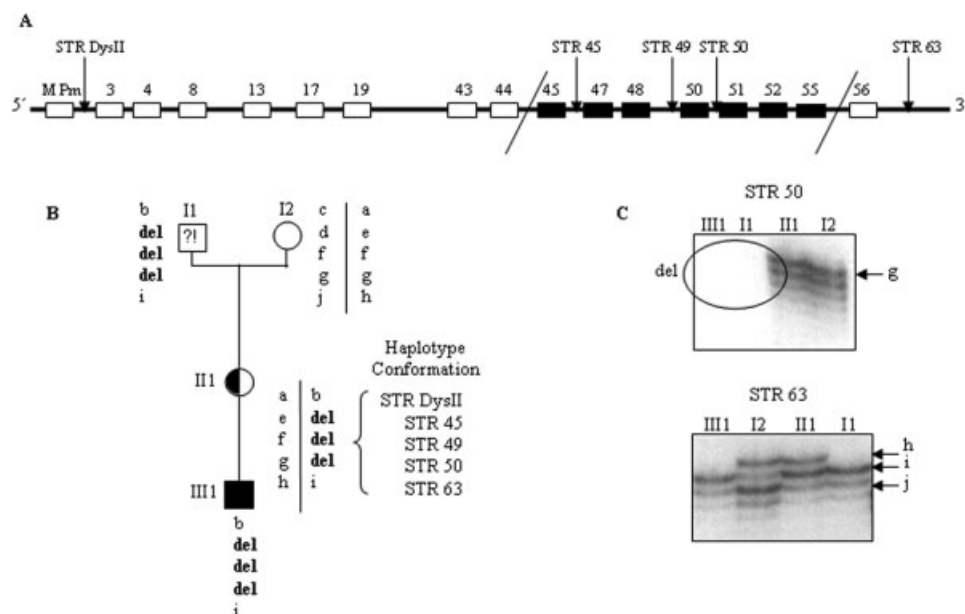 A
STR DysII STR 45 STR 49 STR 50 STR 63
M Pm 3 4 8 13 17 19 43 44 45 47 48 50 51 52 55 56
5´ 3
B
b I1 I2 c a
del ?! d e
del f f
del g g
i j h
Haplotype
Conformation
II1 a b STR DysII
e del STR 45
f del STR 49
g del STR 50
h i STR 63
III1
b
del
del
del
i
C
STR 50
III1 I1 II1 I2
del g
STR 63
III1 I2 II1 I1
h
i
j